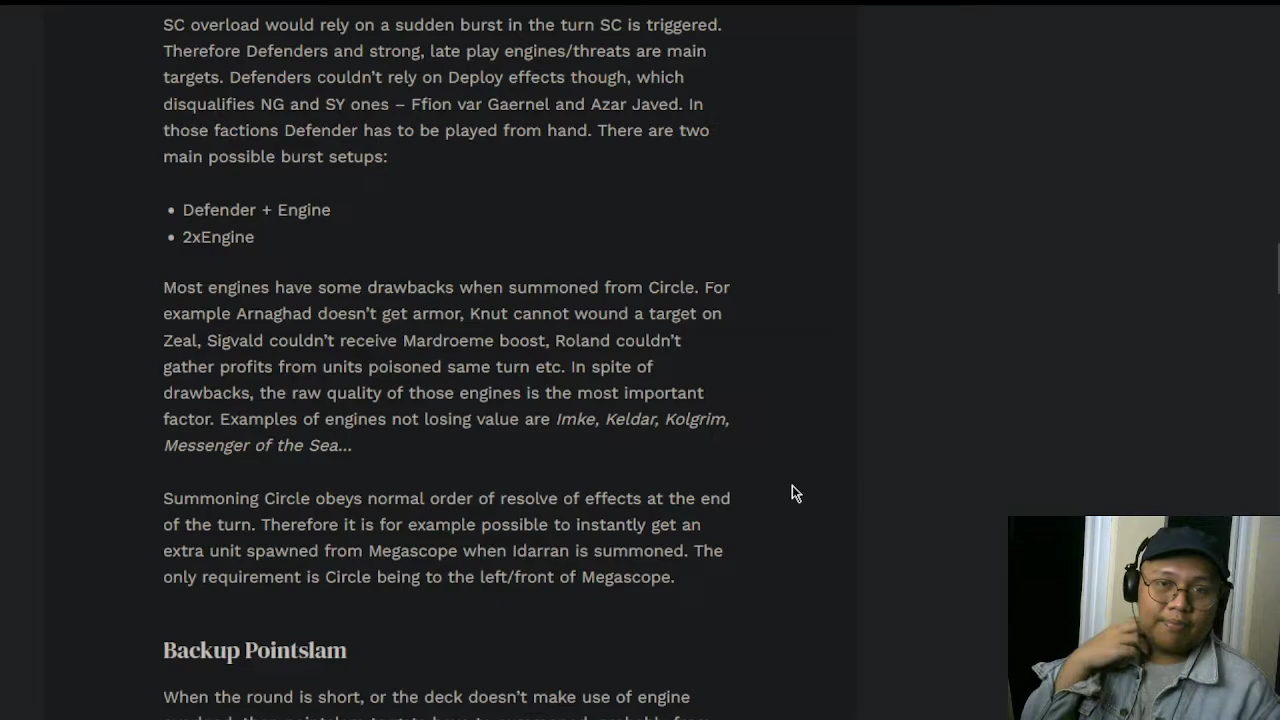 SC overload would rely on a sudden burst in the turn SC is triggered.
Therefore Defenders and strong, late play engines/threats are main
targets. Defenders couldn’t rely on Deploy effects though, which
disqualifies NG and SY ones – Ffion var Gaernel and Azar Javed. In
those factions Defender has to be played from hand. There are two
main possible burst setups:
• Defender + Engine
• 2xEngine
Most engines have some drawbacks when summoned from Circle. For
example Arnaghad doesn’t get armor, Knut cannot wound a target on
Zeal, Sigvald couldn’t receive Mardroeme boost, Roland couldn’t
gather profits from units poisoned same turn etc. In spite of
drawbacks, the raw quality of those engines is the most important
factor. Examples of engines not losing value are Imke, Keldar, Kolgrim,
Messenger of the Sea…
Summoning Circle obeys normal order of resolve of effects at the end
of the turn. Therefore it is for example possible to instantly get an
extra unit spawned from Megascope when Idarran is summoned. The
only requirement is Circle being to the left/front of Megascope.
Backup Pointslam
When the round is short, or the deck doesn’t make use of engine